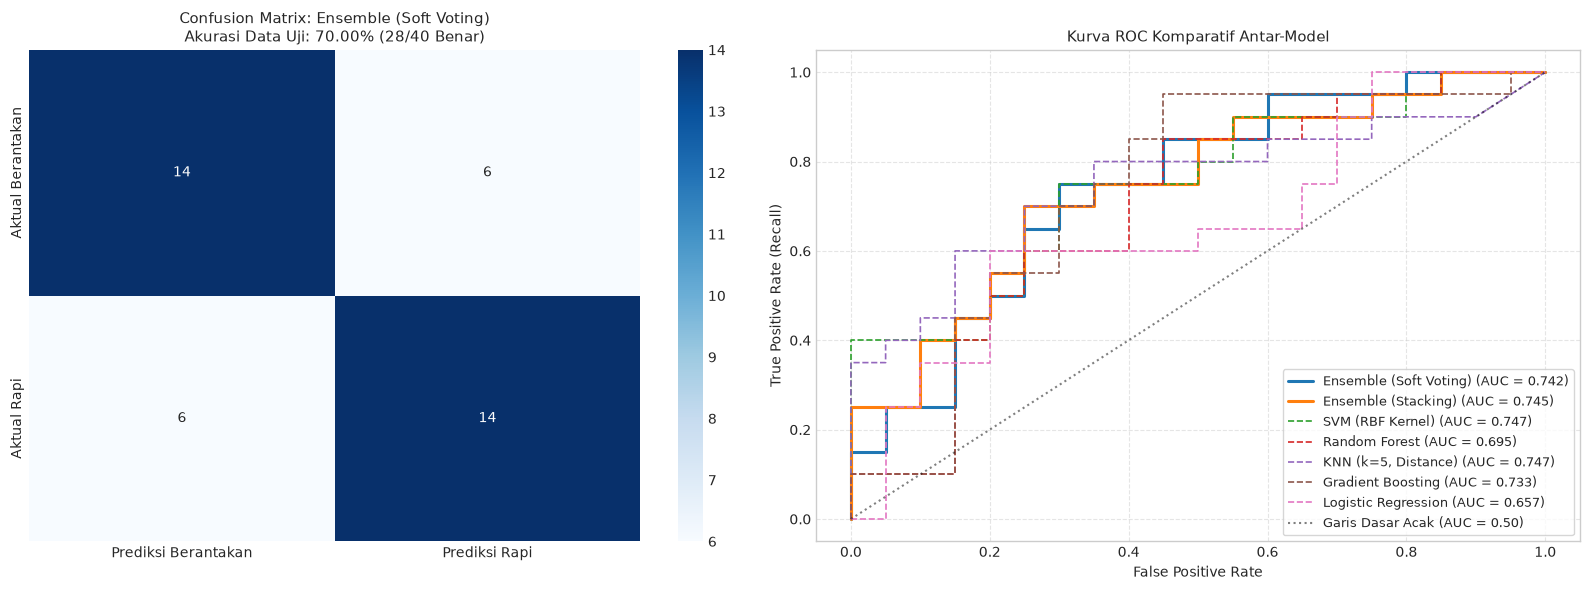 Confusion Matrix: Ensemble (Soft Voting)
Akurasi Data Uji: 70.00% (28/40 Benar)
Aktual Berantakan
Aktual Rapi
14
6
6
14
Prediksi Berantakan
Prediksi Rapi
14
13
12
11
10
9
8
7
6
Kurva ROC Komparatif Antar-Model
True Positive Rate (Recall)
1.0
0.8
0.6
0.4
0.2
0.0
0.0
0.2
0.4
0.6
0.8
1.0
False Positive Rate
Ensemble (Soft Voting) (AUC = 0.742)
Ensemble (Stacking) (AUC = 0.745)
SVM (RBF Kernel) (AUC = 0.747)
Random Forest (AUC = 0.695)
KNN (k=5, Distance) (AUC = 0.747)
Gradient Boosting (AUC = 0.733)
Logistic Regression (AUC = 0.657)
Garis Dasar Acak (AUC = 0.50)